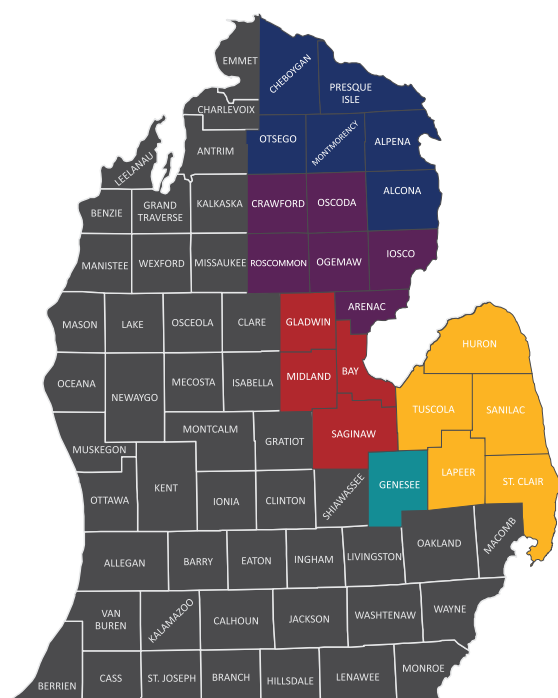 EMMET
CHEBOYGAN
PRESQUE
ISLE
CHARLEVOIX
OTSEGO
MONTMORENCY
ALPENA
LEELANAU
ANTRIM
BENZIE
GRAND
TRAVERSE
KALKASKA
CRAWFORD
OSCODA
ALCONA
MANISTEE
WEXFORD
MISSAUKEE
ROSCOMMON
OGEMAW
IOSCO
ARENAC
MASON
LAKE
OSCEOLA
CLARE
GLADWIN
HURON
OCEANA
NEWAYGO
MECOSTA
ISABELLA
MIDLAND
BAY
TUSCOLA
SANILAC
MUSKEGON
MONTCALM
GRATIOT
SAGINAW
OTTAWA
KENT
IONIA
CLINTON
SHIAWASSEE
GENESEE
LAPEER
ST. CLAIR
ALLEGAN
BARRY
EATON
INGHAM
LIVINGSTON
OAKLAND
MACOMB
VAN
BUREN
KALAMAZOO
CALHOUN
JACKSON
WASHTENAW
WAYNE
BERRIEN
CASS
ST. JOSEPH
BRANCH
HILLSDALE
LENAWEE
MONROE